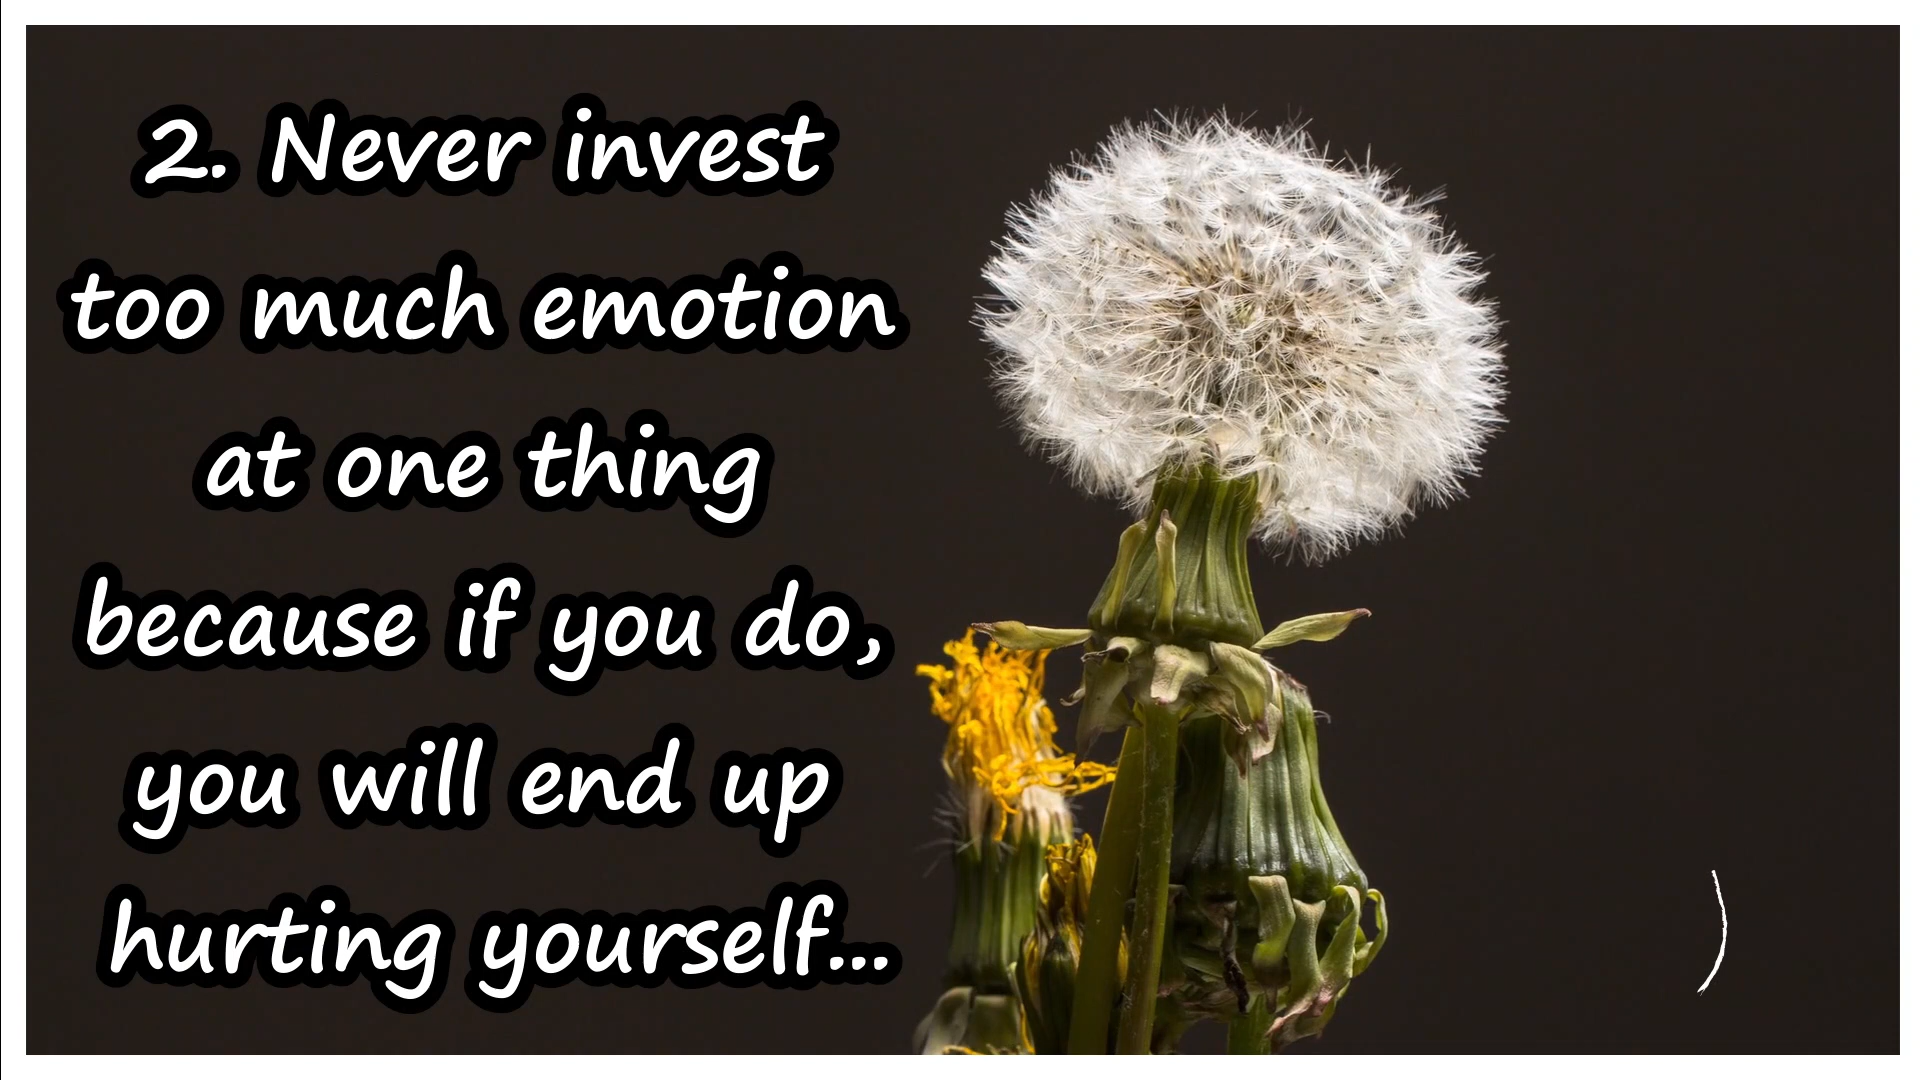 2. Never invest
too much emotion
at one thing
because if you do,
you will end up
hurting yourself...